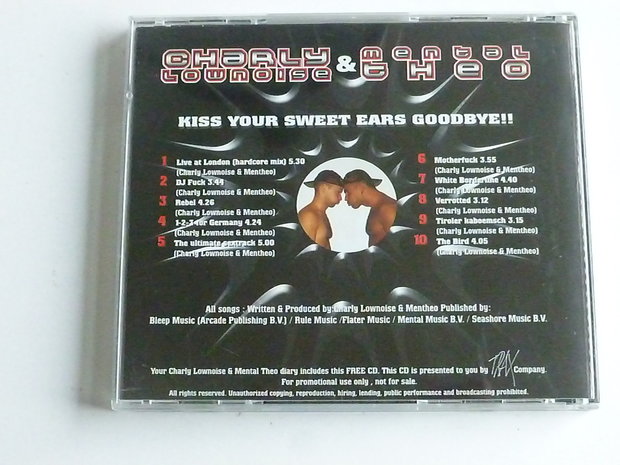 CHARLY & mental
LOWNOISE theo
KISS YOUR SWEET EARS GOODBYE!!
1 Live at London (hardcore mix) 5.30
(Charly Lownoise & Mentheo)
2 DJ Fuck 3.44
(Charly Lownoise & Mentheo)
3 Rebel 4.26
(Charly Lownoise & Mentheo)
4 1-2-3 for Germany 4.24
(Charly Lownoise & Mentheo)
5 The ultimate sextrack 5.00
(Charly Lownoise & Mentheo)
6 Motherfuck 3.55
(Charly Lownoise & Mentheo)
7 White Borderline 4.40
(Charly Lownoise & Mentheo)
8 Verrotted 3.12
(Charly Lownoise & Mentheo)
9 Tiroler kaboemsch 3.15
(Charly Lownoise & Mentheo)
10 The Bird 4.05
(Charly Lownoise & Mentheo)
All songs : Written & Produced by:Charly Lownoise & Mentheo Published by:
Bleep Music (Arcade Publishing B.V.) / Rule Music /Flater Music / Mental Music B.V. / Seashore Music B.V.
Your Charly Lownoise & Mental Theo diary includes this FREE CD. This CD is presented to you by TRAX Company.
For promotional use only , not for sale.
All rights reserved. Unauthorized copying, reproduction, hiring, lending, public performance and broadcasting prohibited.